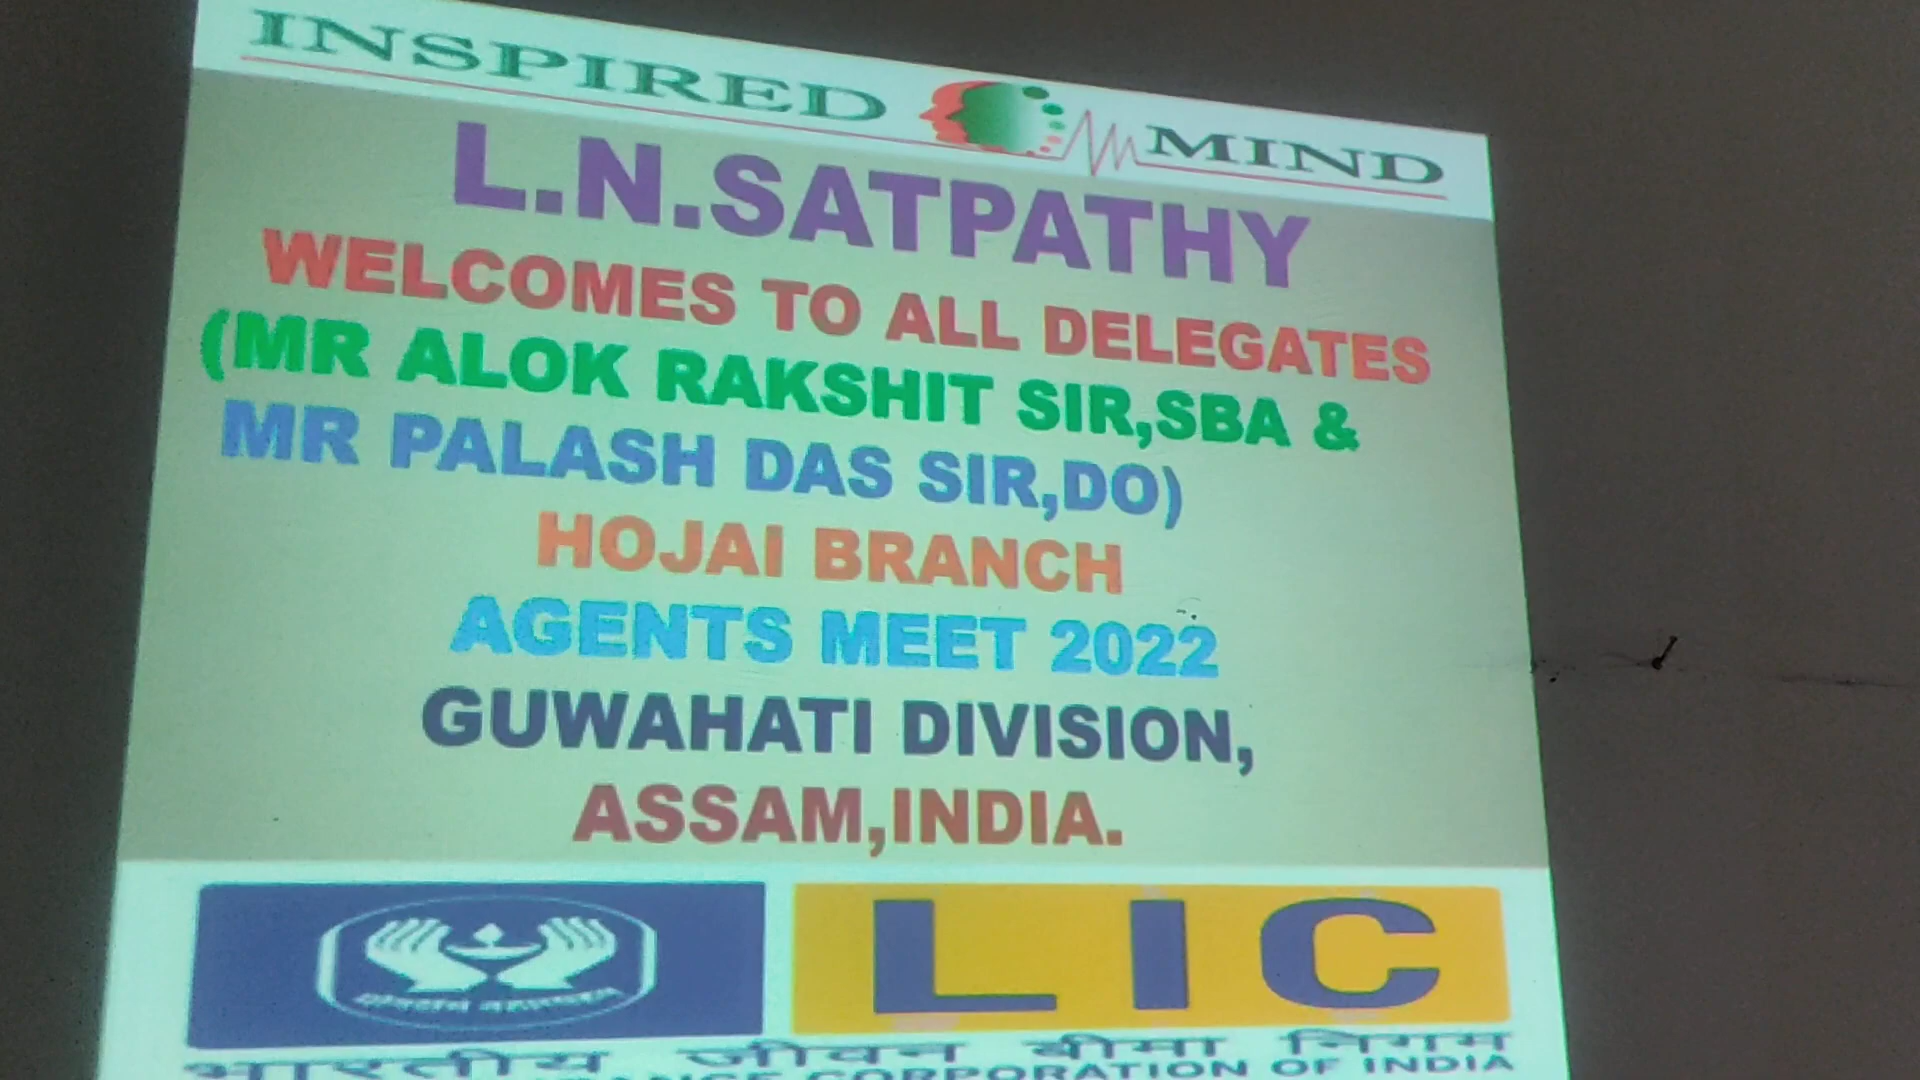 INSPIRED MIND
L.N.SATPATHY
WELCOMES TO ALL DELEGATES
(MR ALOK RAKSHIT SIR,SBA &
MR PALASH DAS SIR,DO)
HOJAI BRANCH
AGENTS MEET 2022
GUWAHATI DIVISION,
ASSAM,INDIA.
LIC
भारतीय जीवन बीमा निगम
CORPORATION OF INDIA